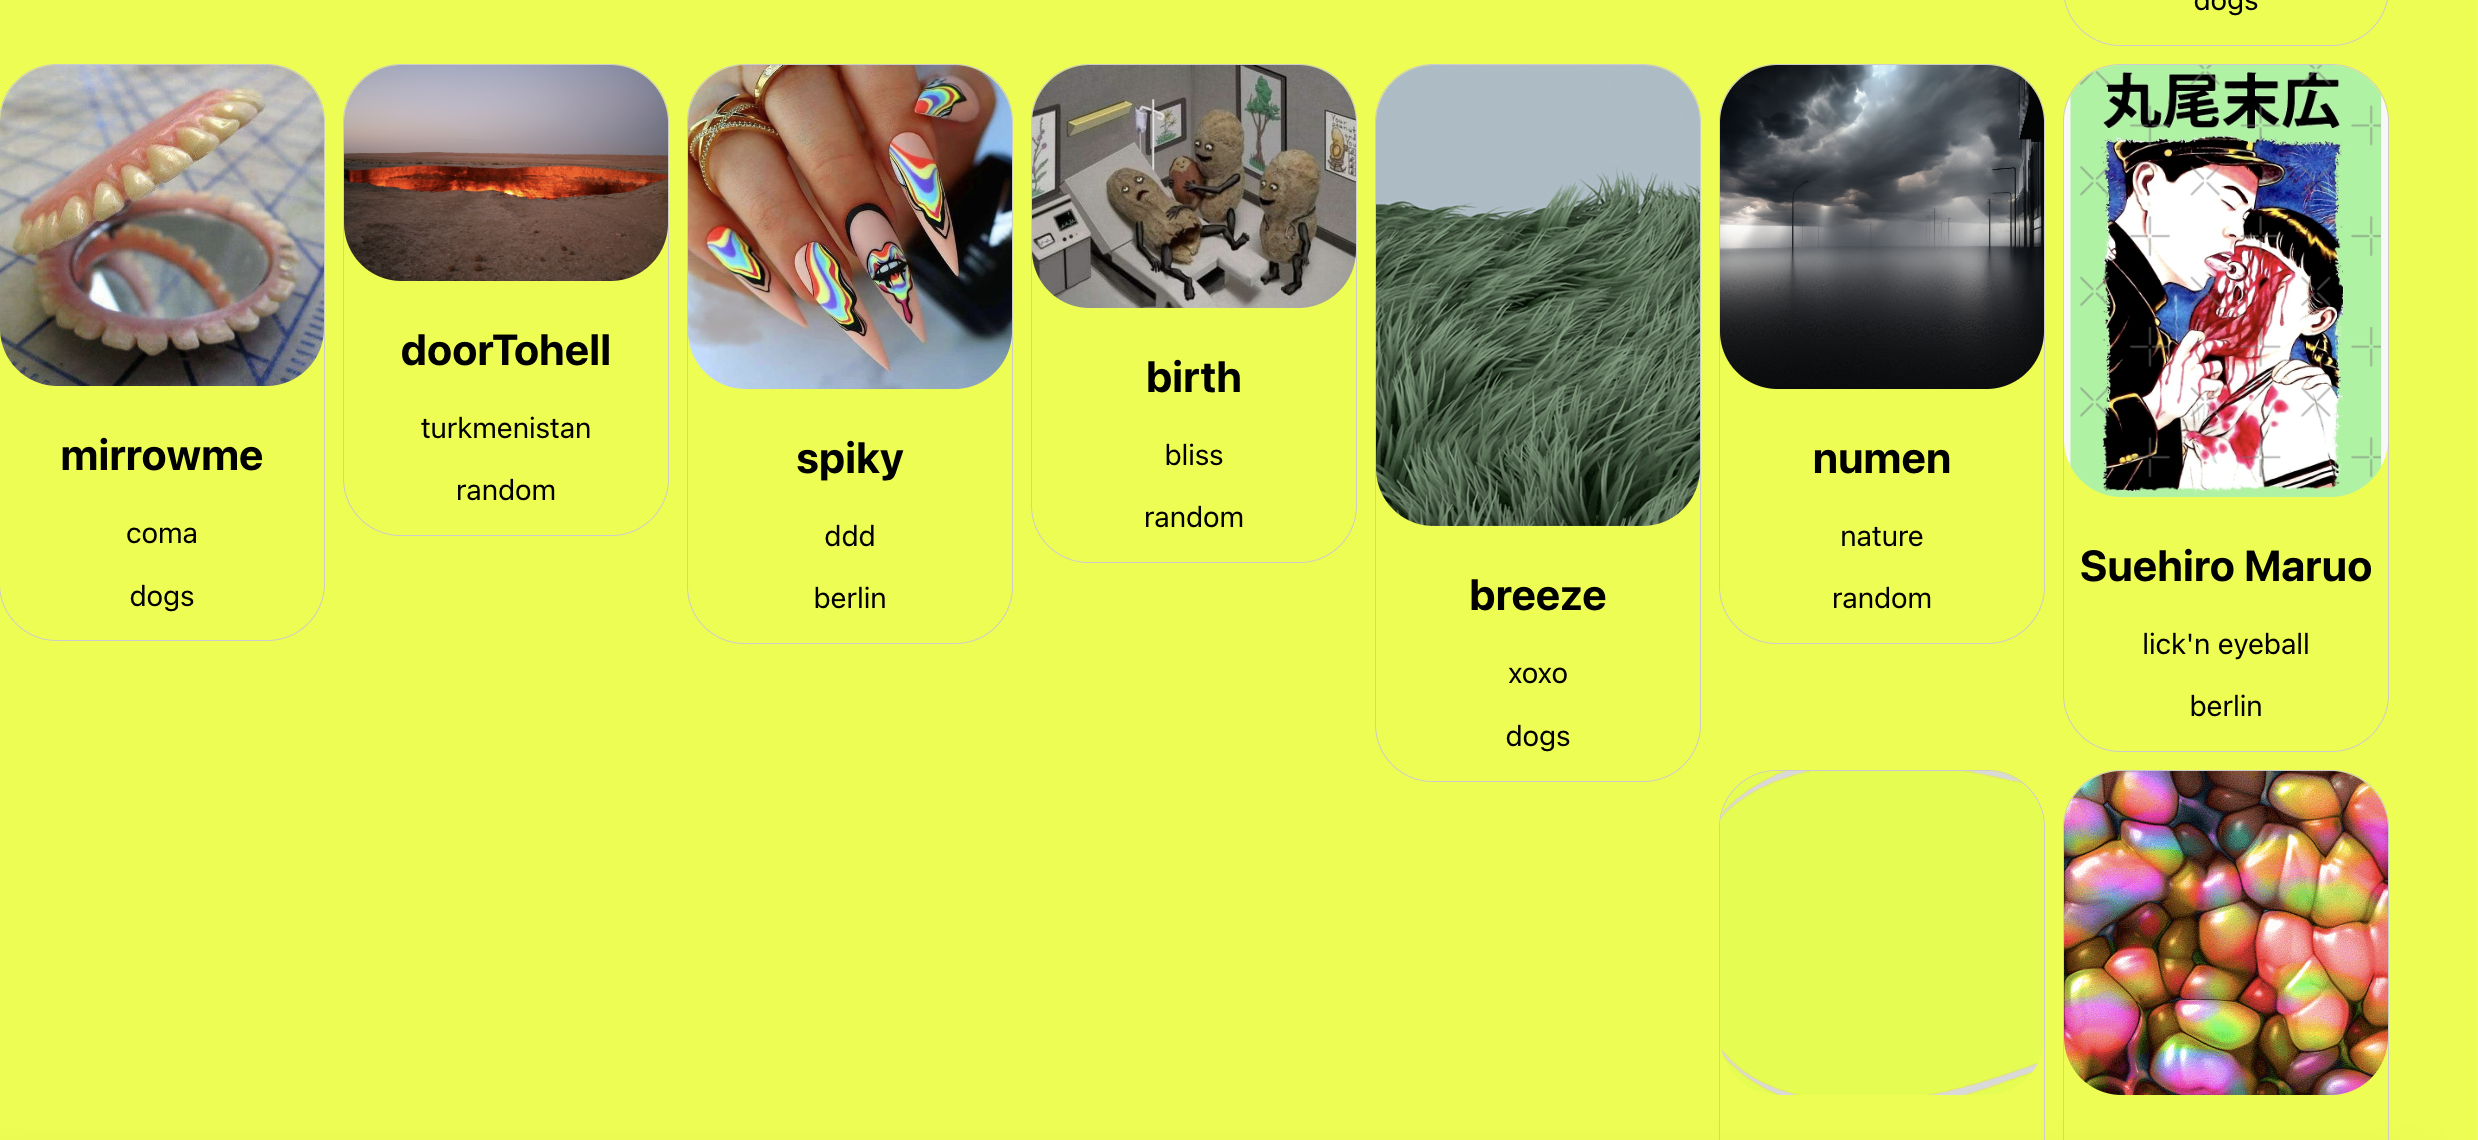 dogs
mirrowme
coma
dogs
doorTohell
turkmenistan
random
spiky
ddd
berlin
birth
bliss
random
breeze
xoxo
dogs
numen
nature
random
丸尾末広
Suehiro Maruo
lick'n eyeball
berlin